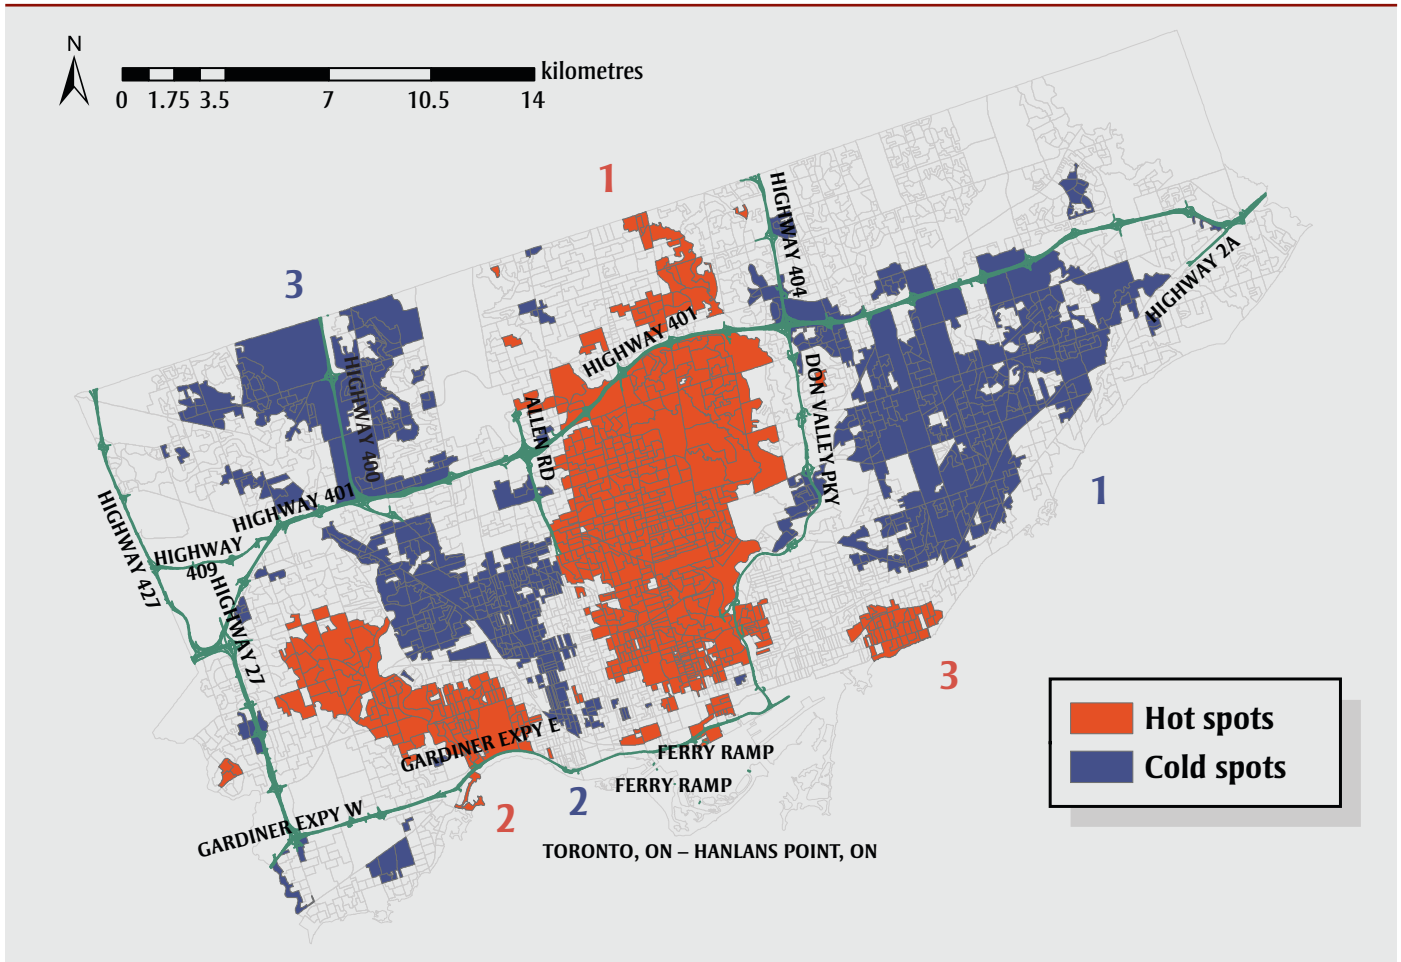 N
kilometres
0 1.75 3.5 7 10.5 14
1
HIGHWAY 404
3
HIGHWAY 2A
HIGHWAY 401
HIGHWAY 400
DON VALLEY PKY
ALLEN RD
1
HIGHWAY 401
HIGHWAY 427
HIGHWAY
409
HIGHWAY 27
3
Hot spots
Cold spots
GARDINER EXPY E
FERRY RAMP
FERRY RAMP
2
2
GARDINER EXPY W
TORONTO, ON – HANLANS POINT, ON